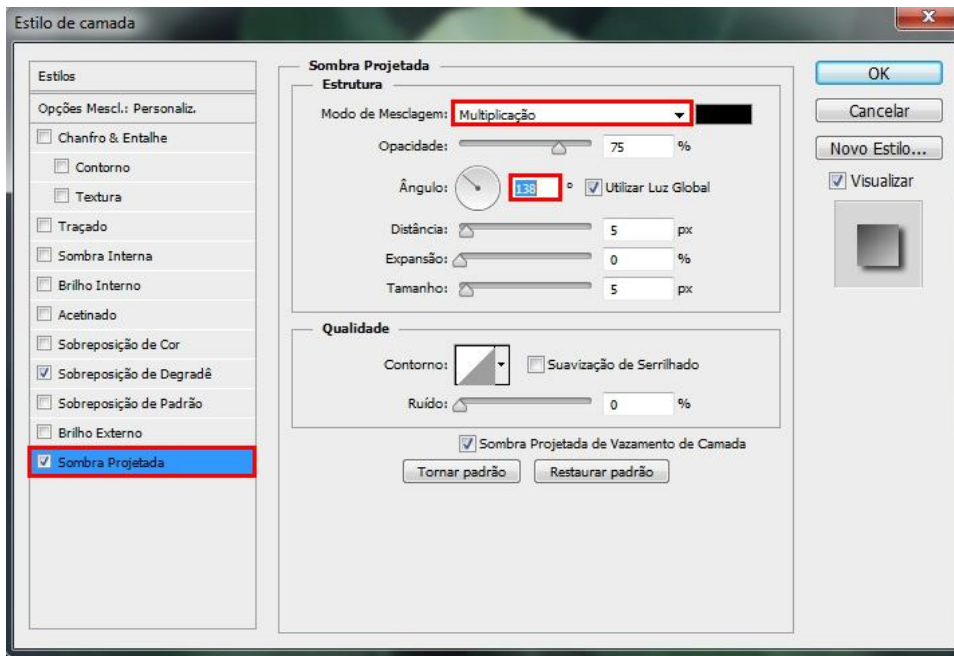 Estilo de camada
x
Estilos
Opções Mescl.: Personaliz.
Chanfro & Entalhe
Contorno
Textura
Traçado
Sombra Interna
Brilho Interno
Acetinado
Sobreposição de Cor
Sobreposição de Degradê
Sobreposição de Padrão
Brilho Externo
Sombra Projetada
Sombra Projetada
Estrutura
Modo de Mesclagem: Multiplicação
Opacidade: 75 %
Ângulo: 138 ° Utilizar Luz Global
Distância: 5 px
Expansão: 0 %
Tamanho: 5 px
Qualidade
Contorno: Suavização de Serrilhado
Ruído: 0 %
Sombra Projetada de Vazamento de Camada
Tornar padrão Restaurar padrão
OK
Cancelar
Novo Estilo...
Visualizar